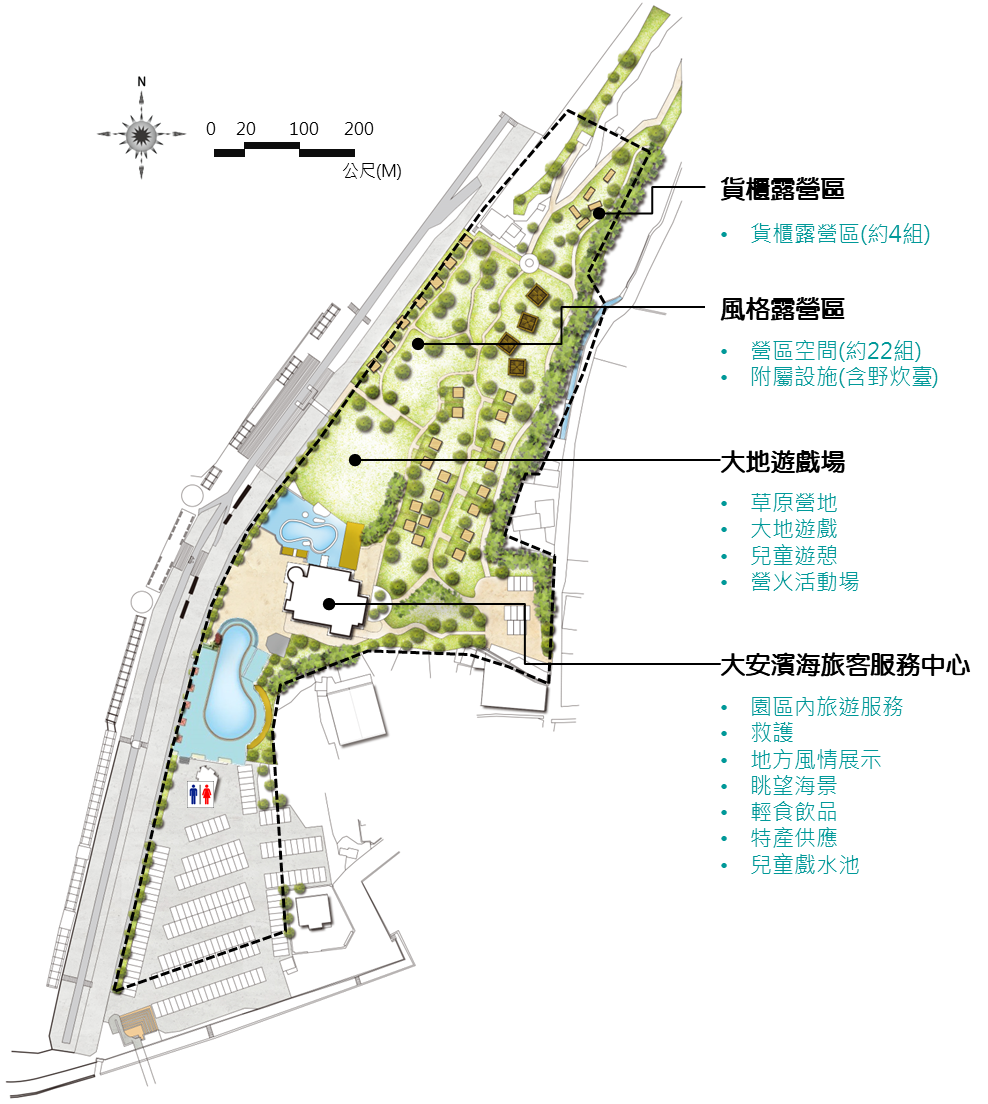 N
0 20 100 200
公尺(M)
貨櫃露營區
• 貨櫃露營區(約4組)
風格露營區
• 營區空間(約22組)
• 附屬設施(含野炊臺)
大地遊戲場
• 草原營地
• 大地遊戲
• 兒童遊憩
• 營火活動場
大安濱海旅客服務中心
• 園區內旅遊服務
• 救護
• 地方風情展示
• 眺望海景
• 輕食飲品
• 特產供應
• 兒童戲水池